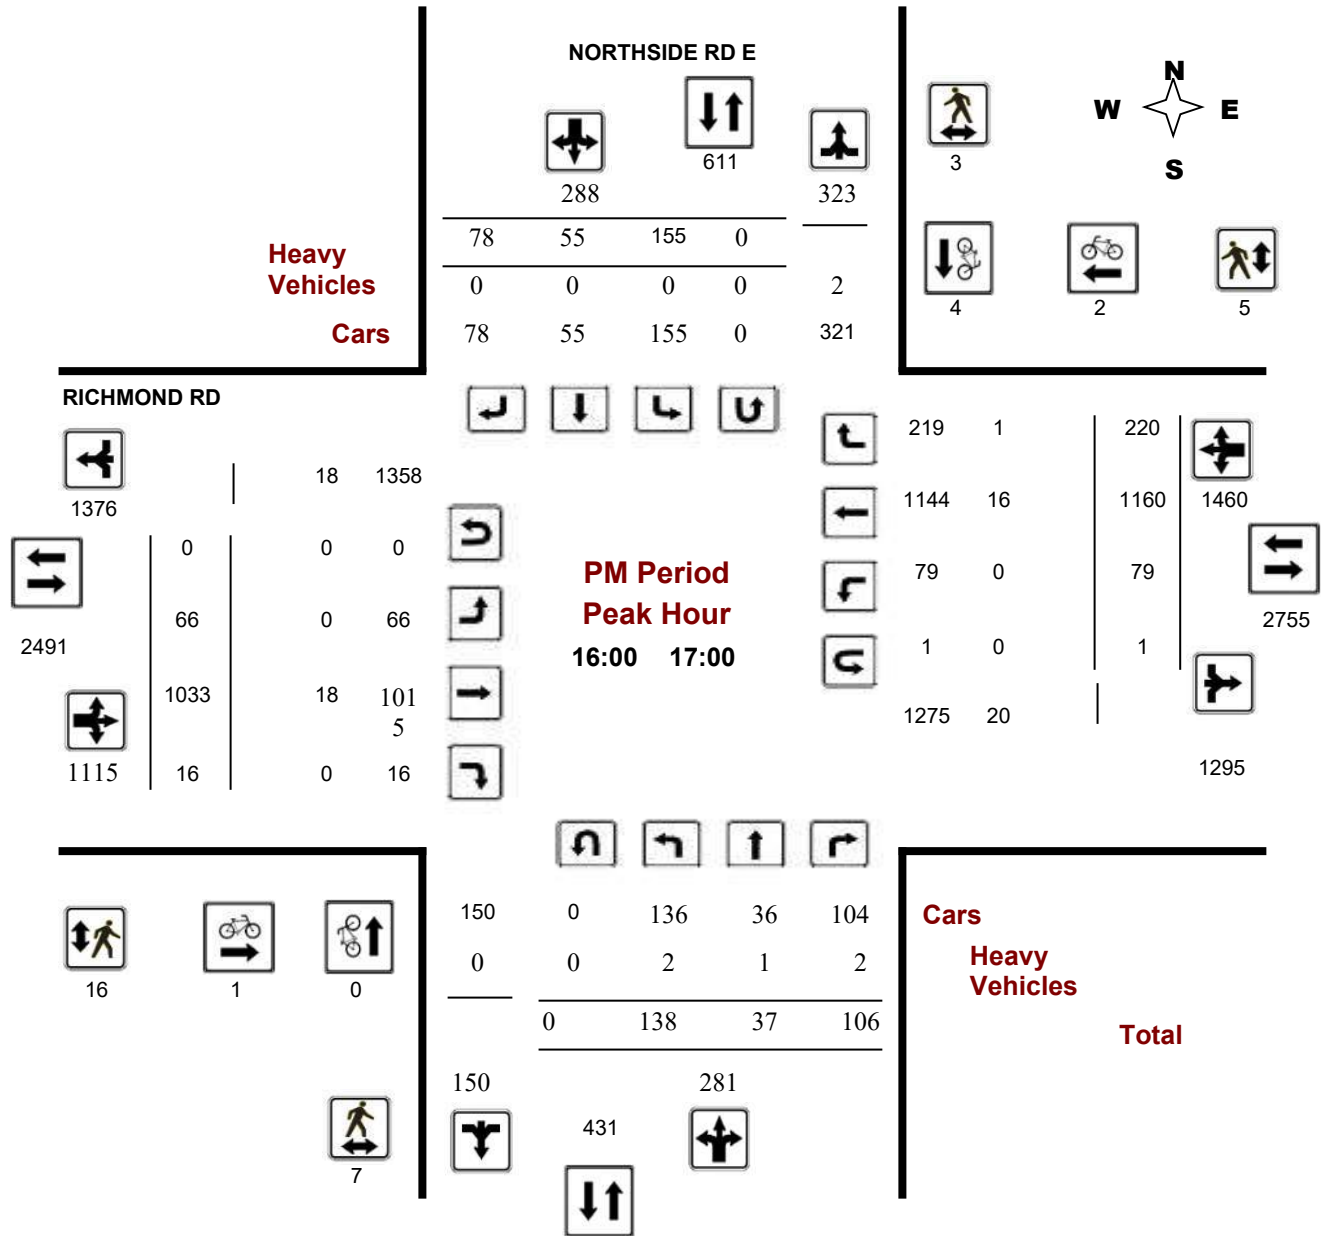 NORTHSIDE RD E
N
W E
S
611
3
288
323
78 55 155 0
Heavy
Vehicles
0 0 0 0 2
4 2 5
Cars
78 55 155 0 321
RICHMOND RD
219 1 220
18 1358
1376
1144 16 1160 1460
0 0 0
PM Period
79 0 79
Peak Hour
66 0 66
2755
2491
16:00 17:00
1 0 1
1033 18 101
5
1275 20
1115 16 0 16
1295
150 0 136 36 104
Cars
Heavy
Vehicles
0 0 2 1 2
16 1 0
0 138 37 106
Total
150 281
431
7